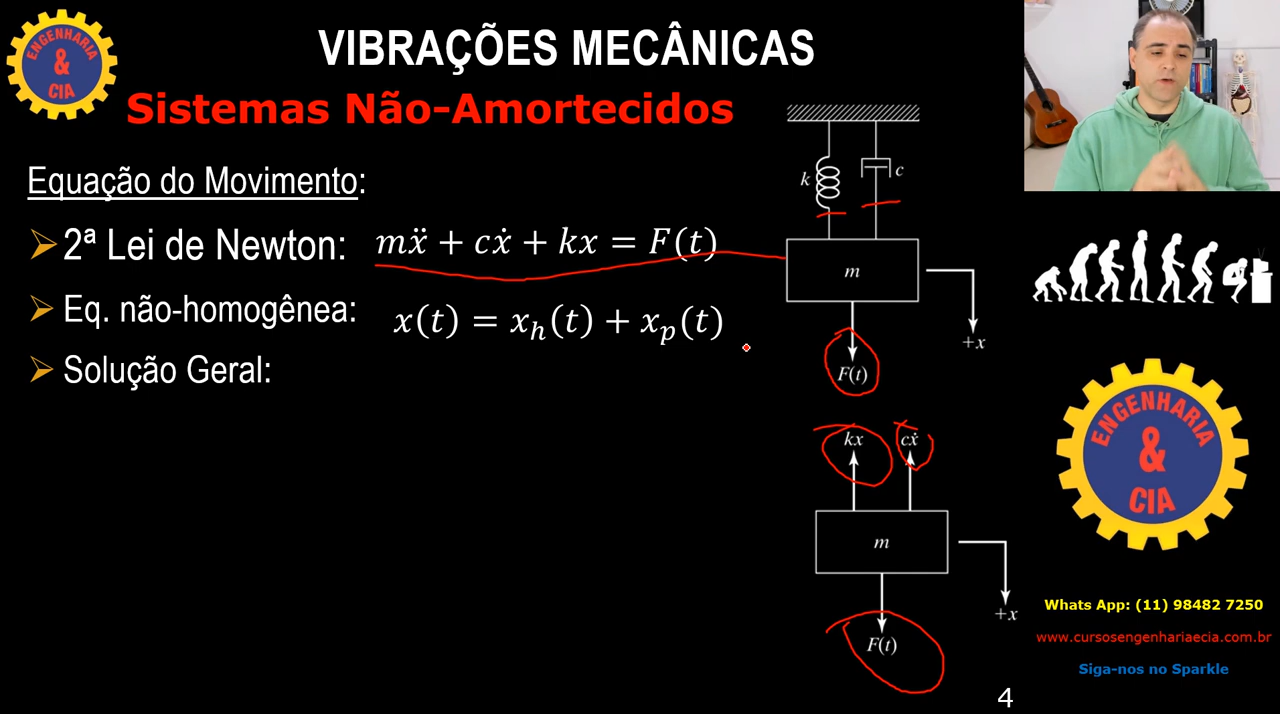 ENGENHARIA
&
CIA
VIBRAÇÕES MECÂNICAS
Sistemas Não-Amortecidos
Equação do Movimento:
2ª Lei de Newton: mẍ + cẋ + kx = F(t)
Eq. não-homogênea: x(t) = xₕ(t) + xₚ(t)
Solução Geral:
k
c
m
+x
F(t)
kx
cẋ
m
+x
F(t)
ENGENHARIA
&
CIA
Whats App: (11) 98482 7250
www.cursosengenhariaecia.com.br
Siga-nos no Sparkle
4